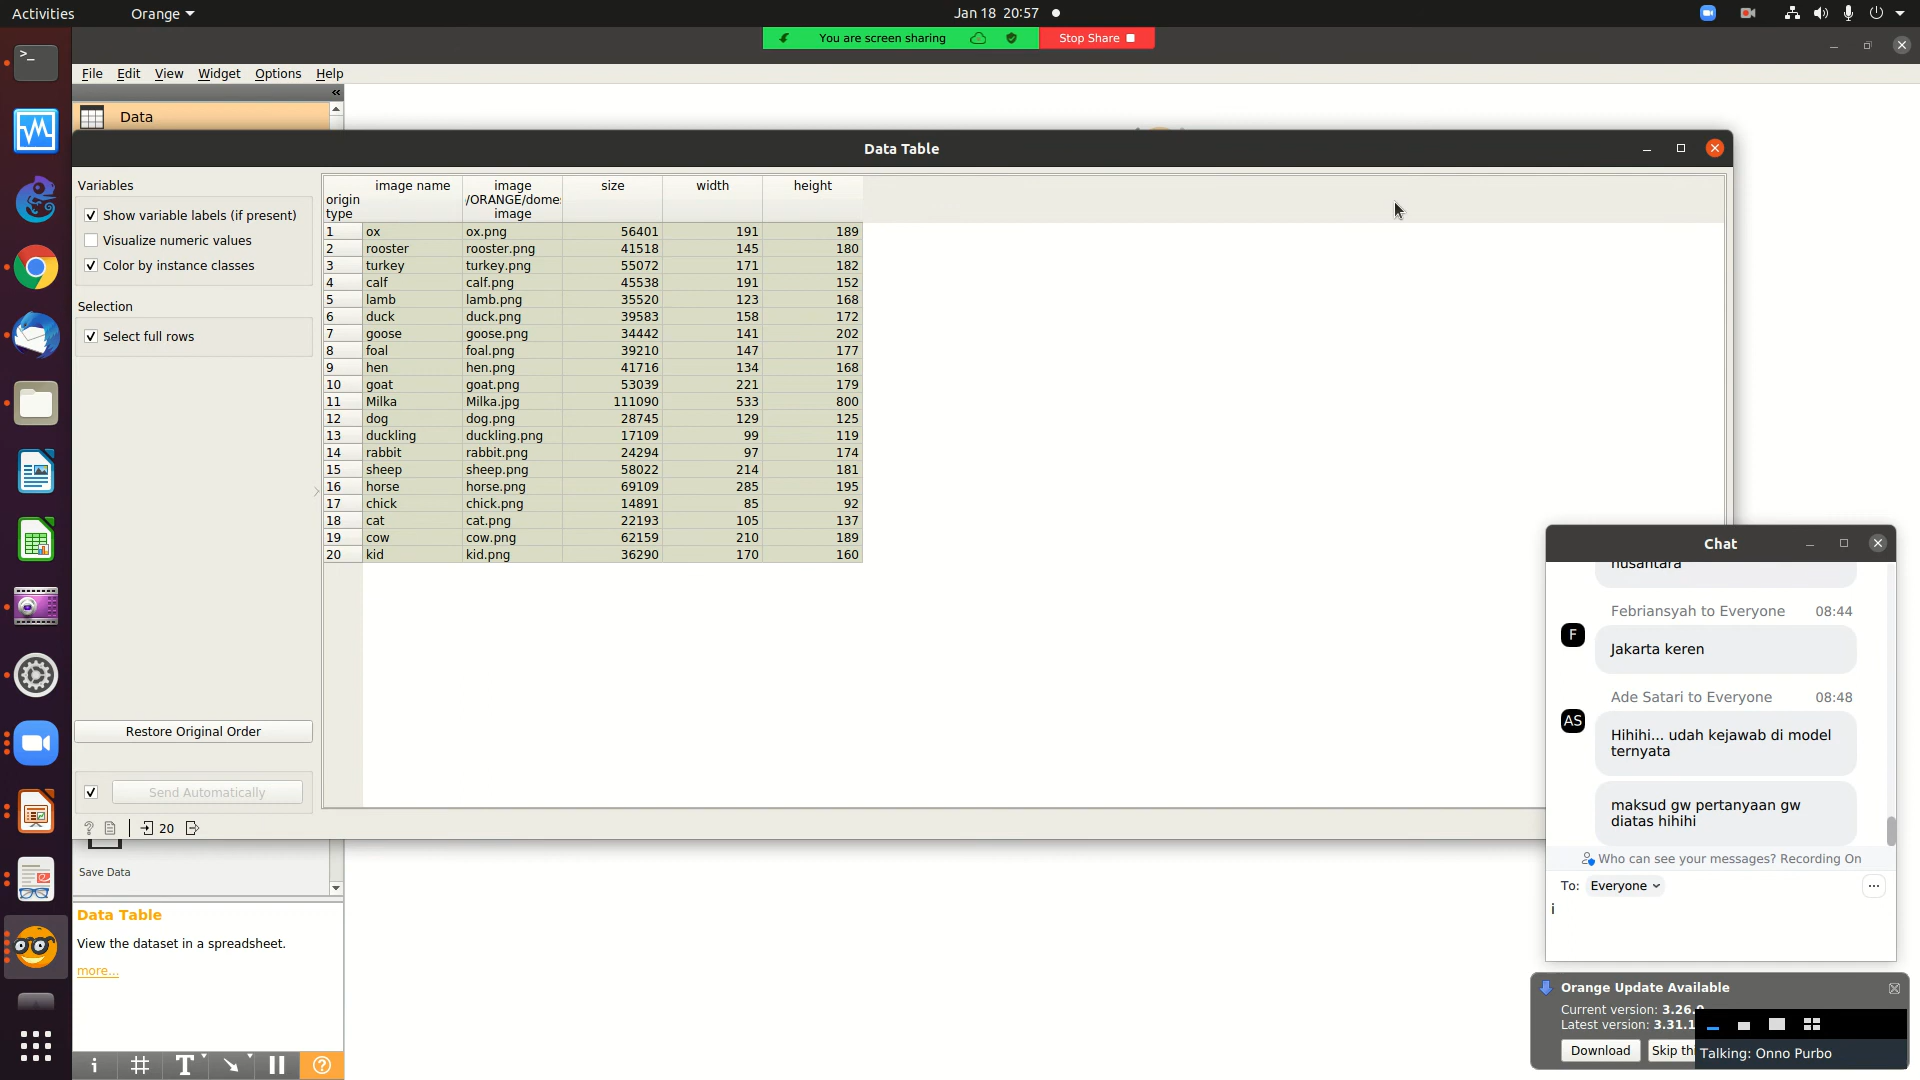 Activities
Orange
Jan 18 20:57
You are screen sharing
Stop Share
File Edit View Widget Options Help
Data
Data Table
Variables
Show variable labels (if present)
Visualize numeric values
Color by instance classes
Selection
Select full rows
image name image size width height
origin /ORANGE/domes
type image
1 ox ox.png 56401 191 189
2 rooster rooster.png 41518 145 180
3 turkey turkey.png 55072 171 182
4 calf calf.png 45538 191 152
5 lamb lamb.png 35520 123 168
6 duck duck.png 39583 158 172
7 goose goose.png 34442 141 202
8 foal foal.png 39210 147 177
9 hen hen.png 41716 134 168
10 goat goat.png 53039 221 179
11 Milka Milka.jpg 111090 533 800
12 dog dog.png 28745 129 125
13 duckling duckling.png 17109 99 119
14 rabbit rabbit.png 24294 97 174
15 sheep sheep.png 58022 214 181
16 horse horse.png 69109 285 195
17 chick chick.png 14891 85 92
18 cat cat.png 22193 105 137
19 cow cow.png 62159 210 189
20 kid kid.png 36290 170 160
Restore Original Order
Send Automatically
20
Save Data
Data Table
View the dataset in a spreadsheet.
more...
Chat
nusantara
Febriansyah to Everyone 08:44
F
Jakarta keren
Ade Satari to Everyone 08:48
AS
Hihihi... udah kejawab di model
ternyata
maksud gw pertanyaan gw
diatas hihihi
Who can see your messages? Recording On
To: Everyone
i
Orange Update Available
Current version: 3.26.0
Latest version: 3.31.1
Download Skip thi
Talking: Onno Purbo